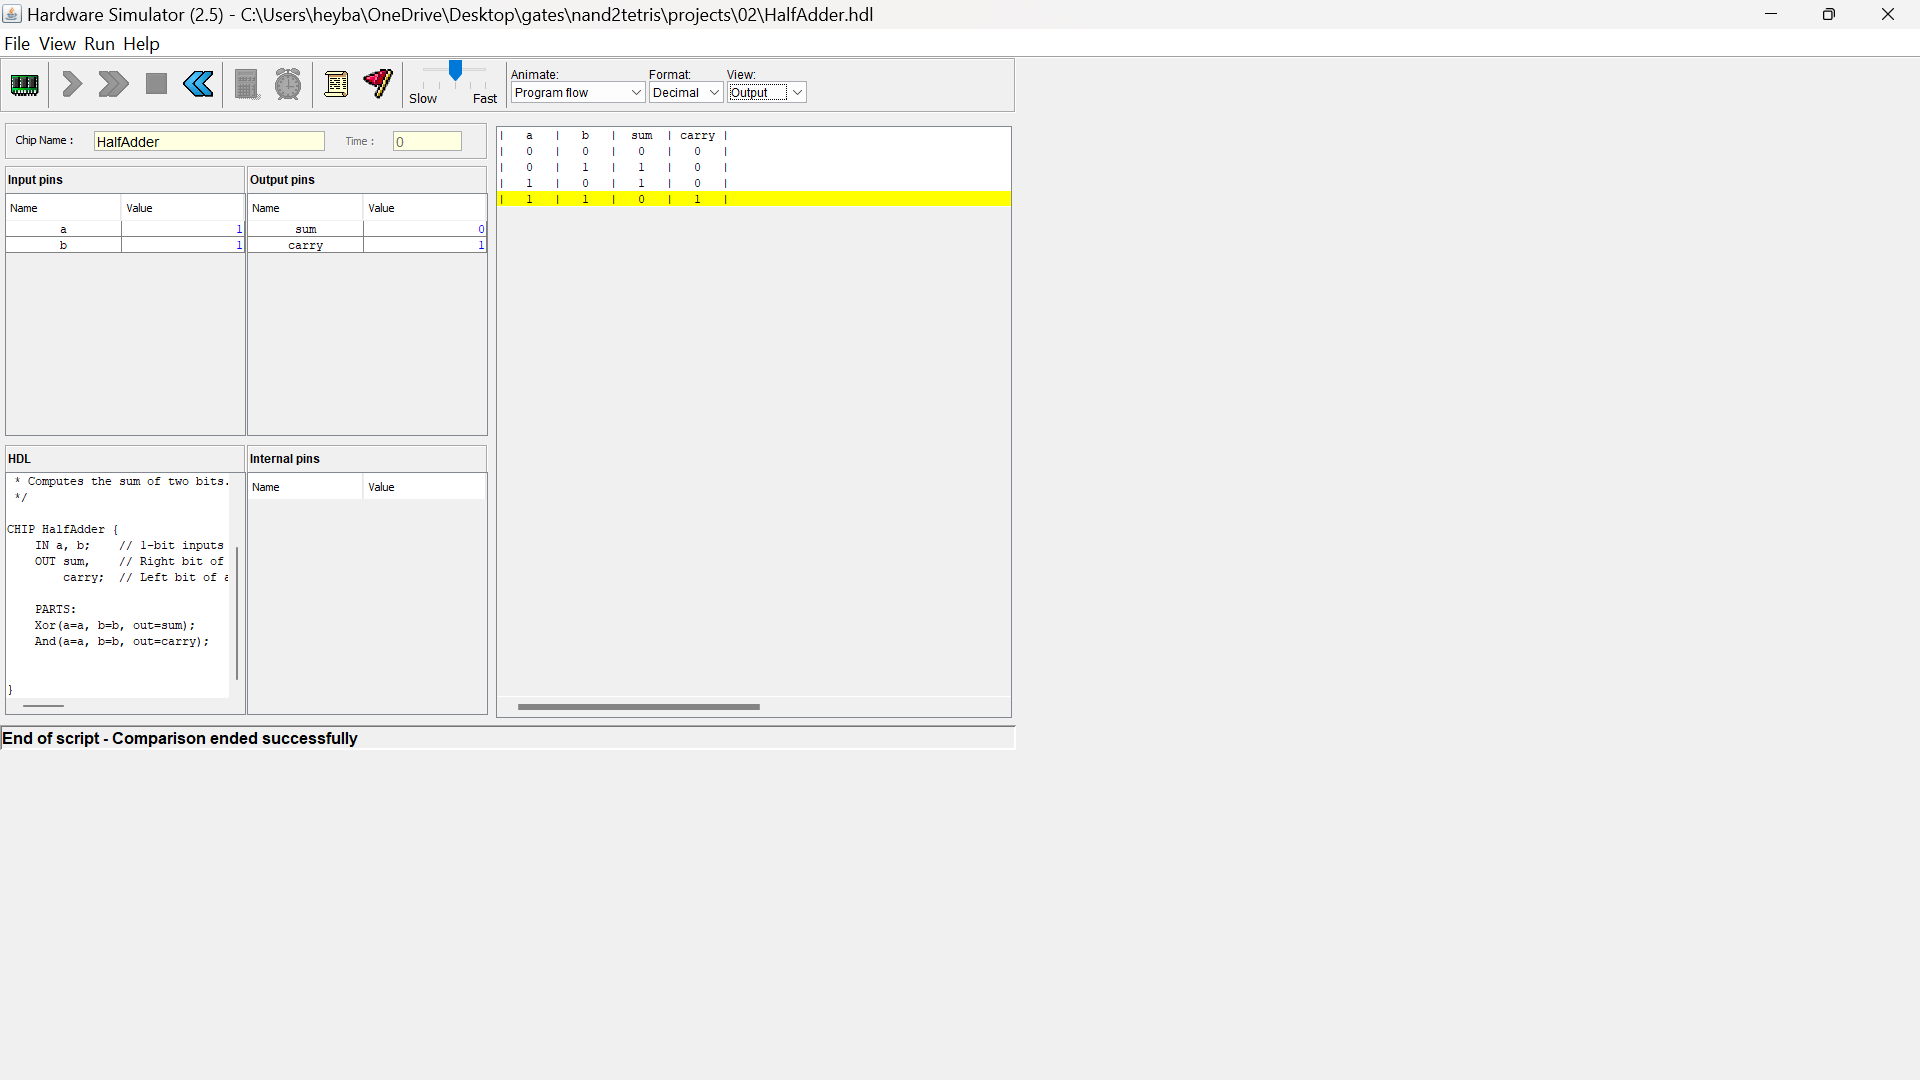 Hardware Simulator (2.5) - C:\Users\heyba\OneDrive\Desktop\gates\nand2tetris\projects\02\HalfAdder.hdl
File View Run Help
Slow Fast
Animate: Format: View:
Program flow Decimal Output
Chip Name : HalfAdder Time : 0
Input pins
Name Value
a 1
b 1
Output pins
Name Value
sum 0
carry 1
| a | b | sum | carry |
| 0 | 0 | 0 | 0 |
| 0 | 1 | 1 | 0 |
| 1 | 0 | 1 | 0 |
| 1 | 1 | 0 | 1 |
HDL
* Computes the sum of two bits.
*/
CHIP HalfAdder {
IN a, b; // 1-bit inputs
OUT sum, // Right bit of
carry; // Left bit of
PARTS:
Xor(a=a, b=b, out=sum);
And(a=a, b=b, out=carry);
}
Internal pins
Name Value
End of script - Comparison ended successfully